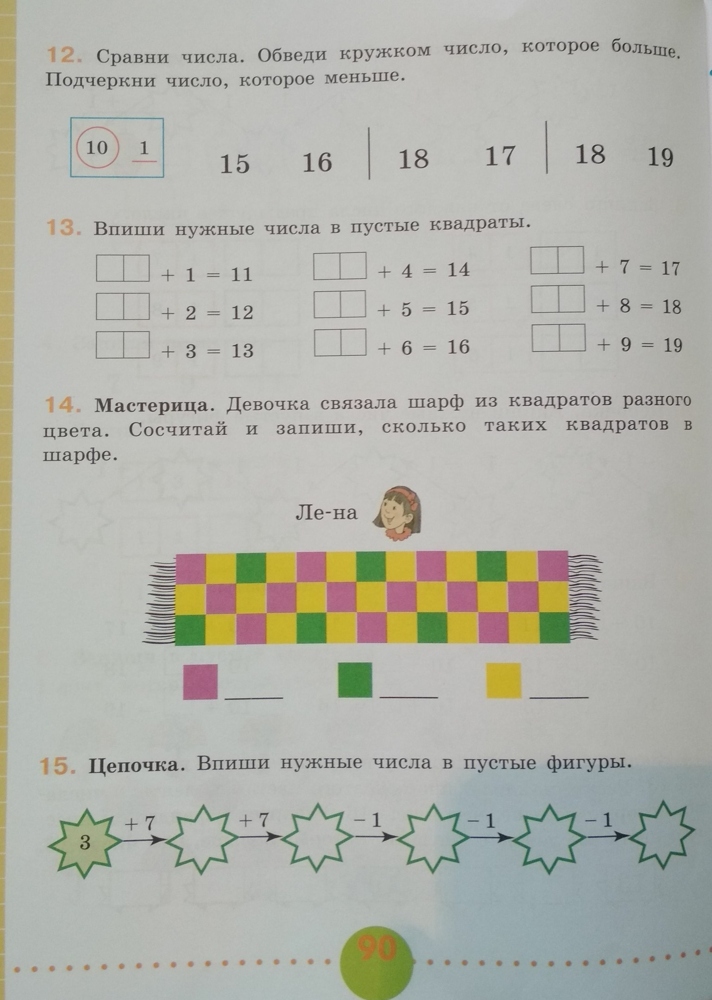 12. Сравни числа. Обведи кружком число, которое больше.
Подчеркни число, которое меньше.
10 1 15 16 18 17 18 19
13. Впиши нужные числа в пустые квадраты.
+ 1 = 11 + 4 = 14 + 7 = 17
+ 2 = 12 + 5 = 15 + 8 = 18
+ 3 = 13 + 6 = 16 + 9 = 19
14. Мастерица. Девочка связала шарф из квадратов разного
цвета. Сосчитай и запиши, сколько таких квадратов в
шарфе.
Ле-на
15. Цепочка. Впиши нужные числа в пустые фигуры.
3 + 7 + 7 – 1 – 1 – 1
90